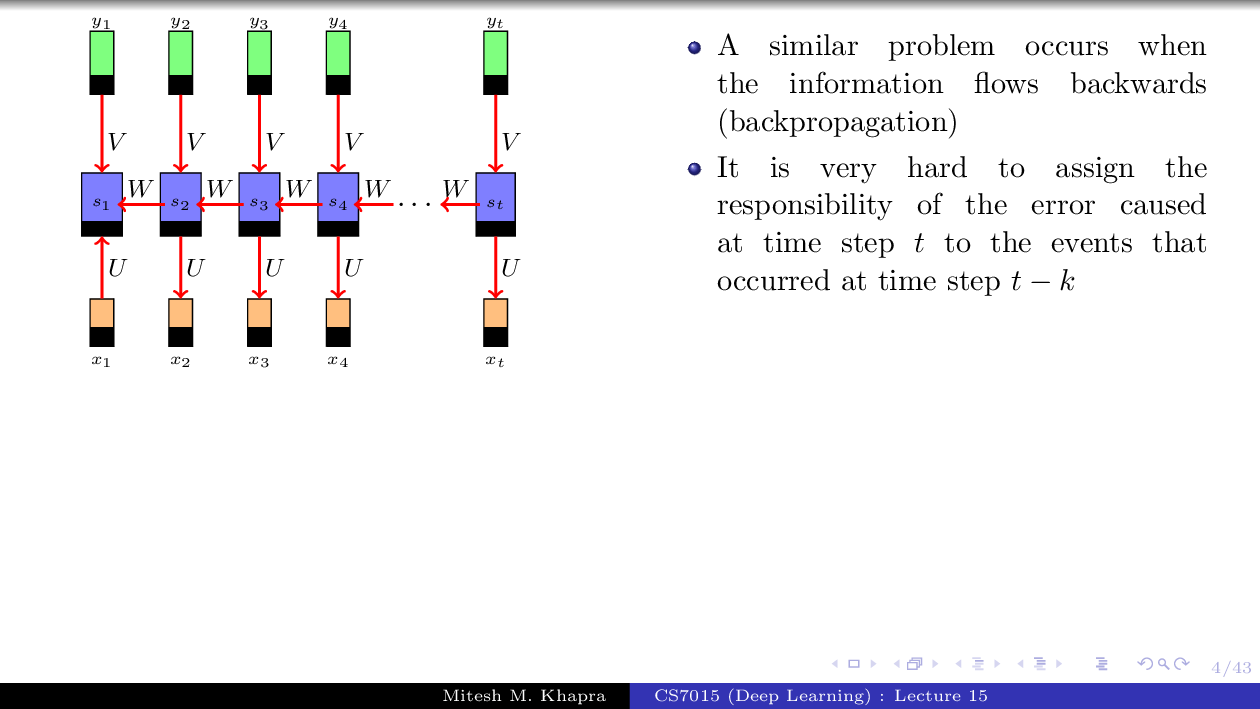 y1 y2 y3 y4 yt
V V V V V
W W W W W
s1 s2 s3 s4 ... st
U U U U U
x1 x2 x3 x4 xt
A similar problem occurs when
the information flows backwards
(backpropagation)
It is very hard to assign the
responsibility of the error caused
at time step t to the events that
occurred at time step t − k
4/43
Mitesh M. Khapra
CS7015 (Deep Learning) : Lecture 15